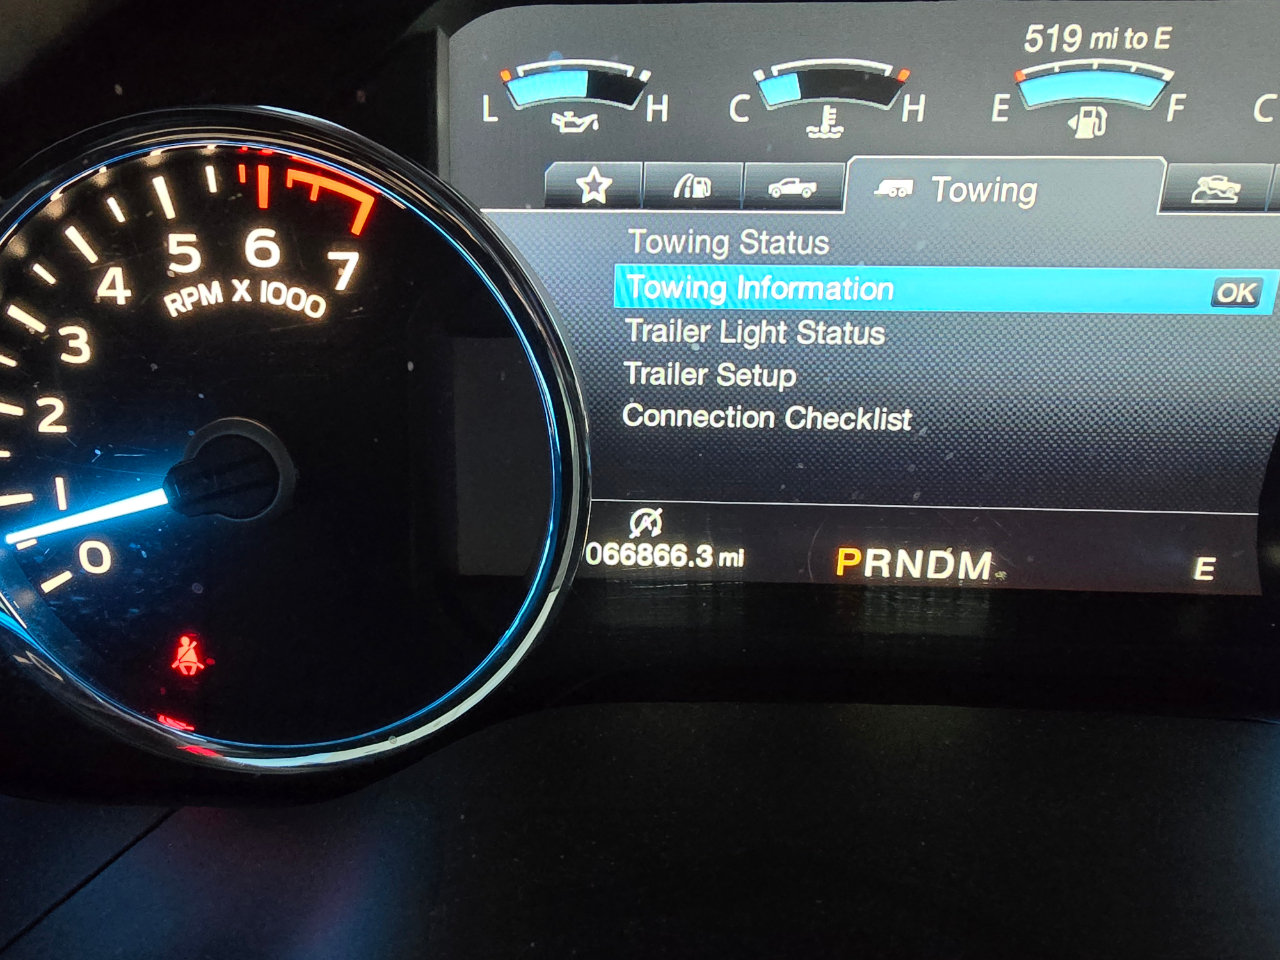 519 mi to E
L H C H E F C
Towing
Towing Status
Towing Information OK
Trailer Light Status
Trailer Setup
Connection Checklist
066866.3 mi PRNDM E
0 1 2 3 4 5 6 7
RPM X 1000